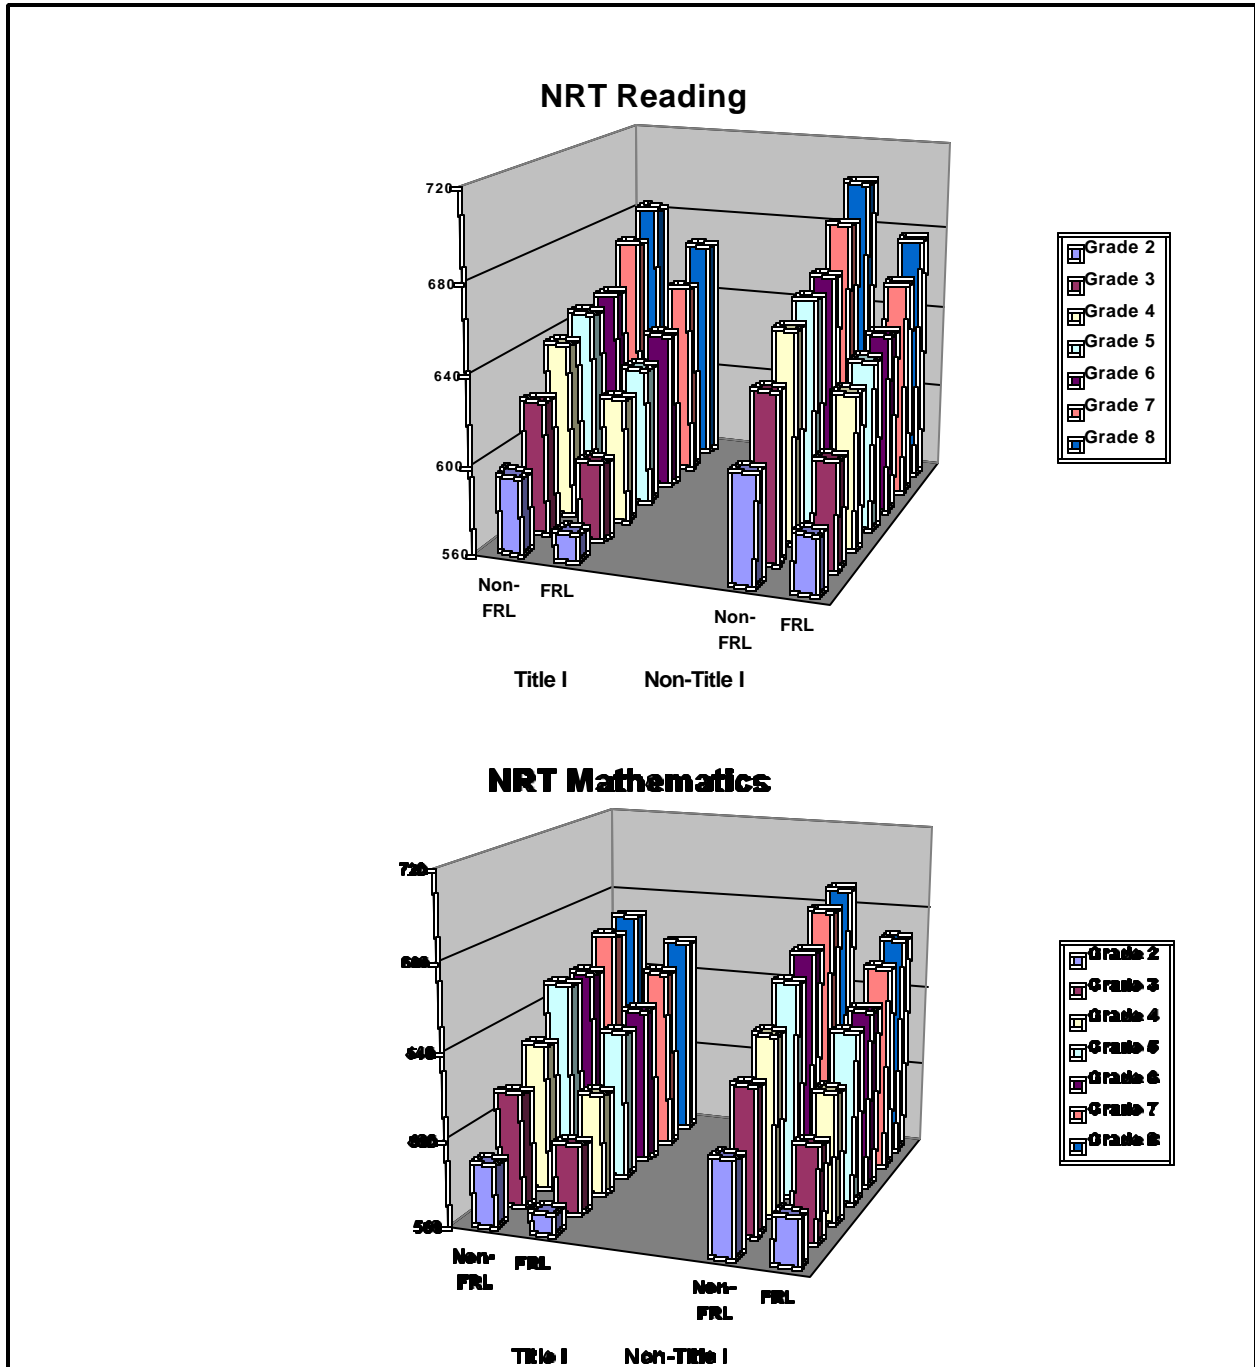 NRT Reading
720
680
640
600
560
Non-
FRL
FRL
Non-
FRL
FRL
Title I Non-Title I
Grade 2
Grade 3
Grade 4
Grade 5
Grade 6
Grade 7
Grade 8
NRT Mathematics
720
680
640
600
560
Non-
FRL
FRL
Non-
FRL
FRL
Title I Non-Title I
Grade 2
Grade 3
Grade 4
Grade 5
Grade 6
Grade 7
Grade 8